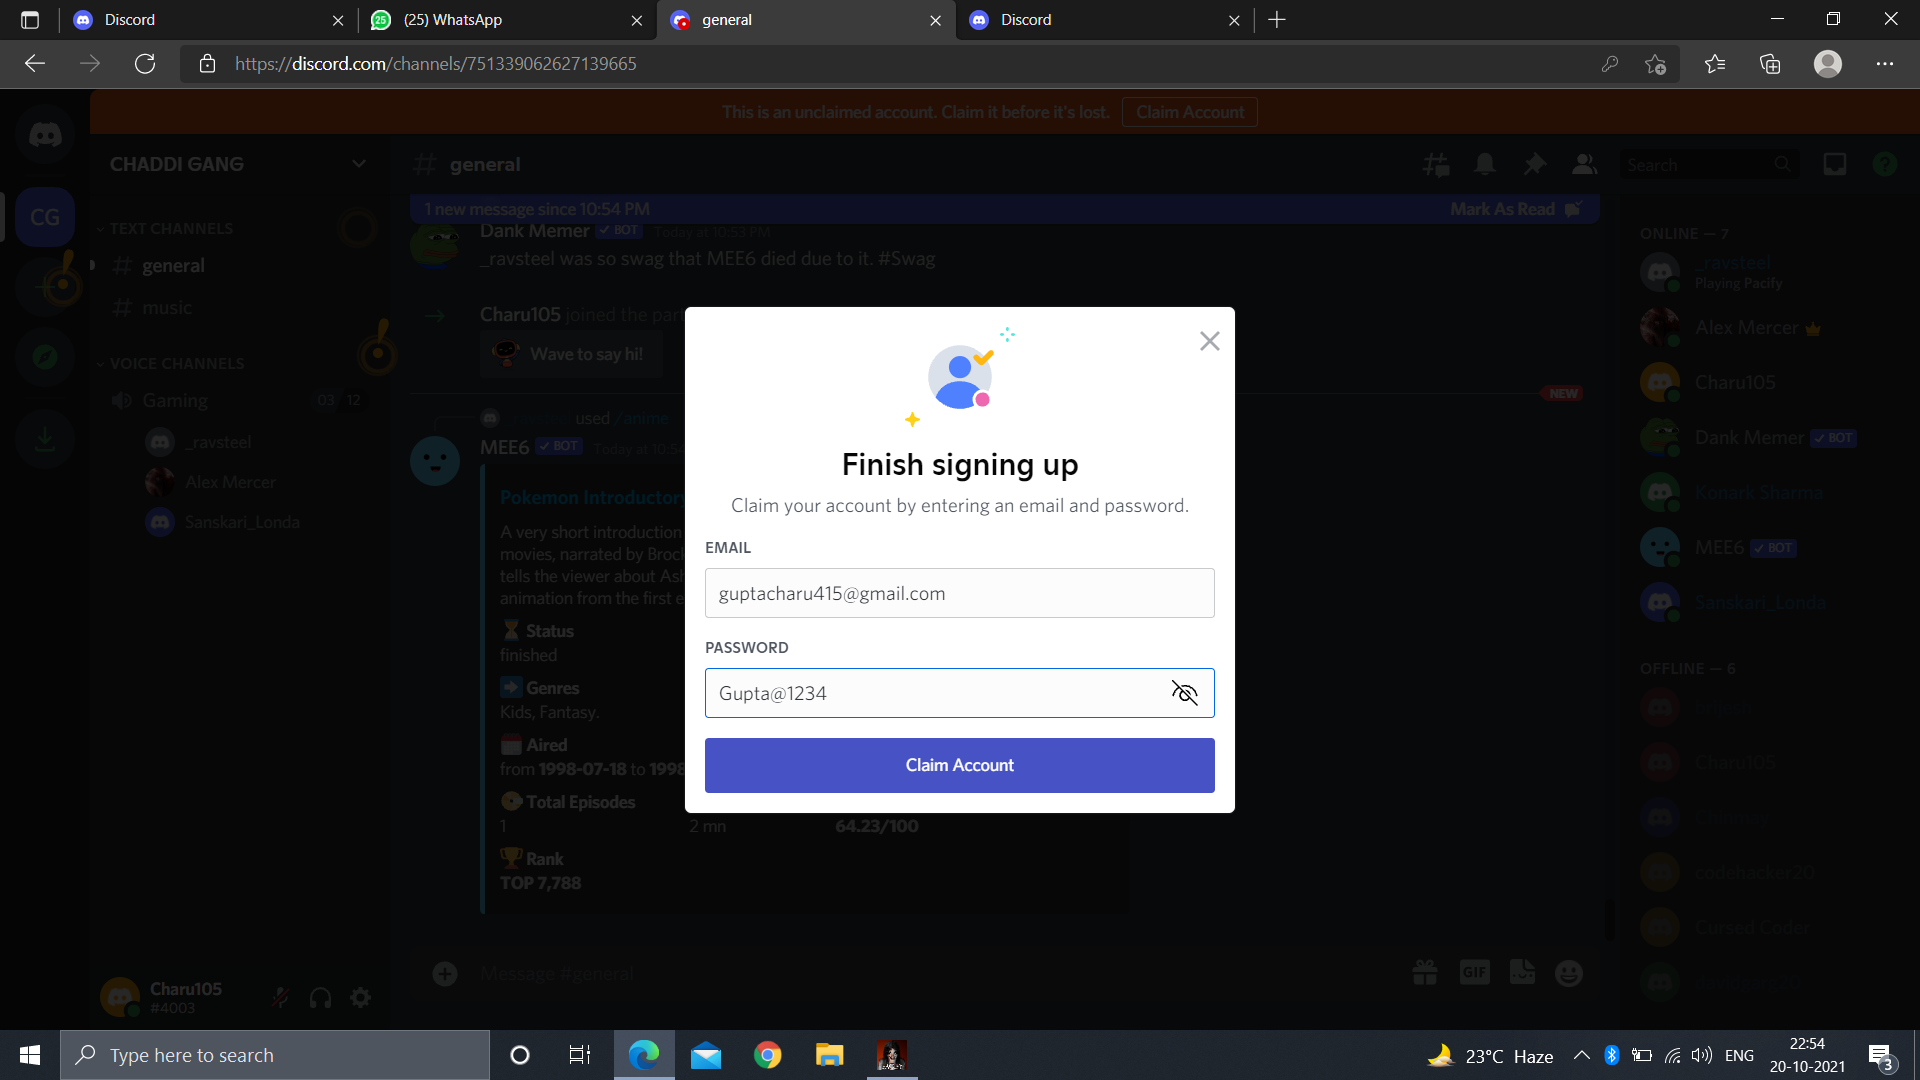 Discord
(25) WhatsApp
general
Discord
https://discord.com/channels/751339062627139665
This is an unclaimed account. Claim it before it's lost.
Claim Account
CHADDI GANG
general
Search
CG
1 new message since 10:54 PM
Mark As Read
TEXT CHANNELS
general
music
VOICE CHANNELS
Gaming
03 12
_ravsteel
Alex Mercer
Sanskari_Londa
Dank Memer BOT Today at 10:53 PM
_ravsteel was so swag that MEE6 died due to it. #Swag
Charu105 joined the par
Wave to say hi!
NEW
used /anime
MEE6 BOT Today at 10:54
Pokemon Introductory
A very short introduction
movies, narrated by Broc
tells the viewer about Ash
animation from the first e
Status
finished
Genres
Kids, Fantasy.
Aired
from 1998-07-18 to 1998
Total Episodes
1
2 mn
64.23/100
Rank
TOP 7,788
Finish signing up
Claim your account by entering an email and password.
EMAIL
guptacharu415@gmail.com
PASSWORD
Gupta@1234
Claim Account
ONLINE — 7
_ravsteel
Playing Pacify
Alex Mercer
Charu105
Dank Memer BOT
Konark Sharma
MEE6 BOT
Sanskari_Londa
OFFLINE — 6
Charu105
codehacker20
Cursed Coder
Message #general
GIF
Charu105
#4003
Type here to search
23°C Haze
ENG
22:54
20-10-2021
3